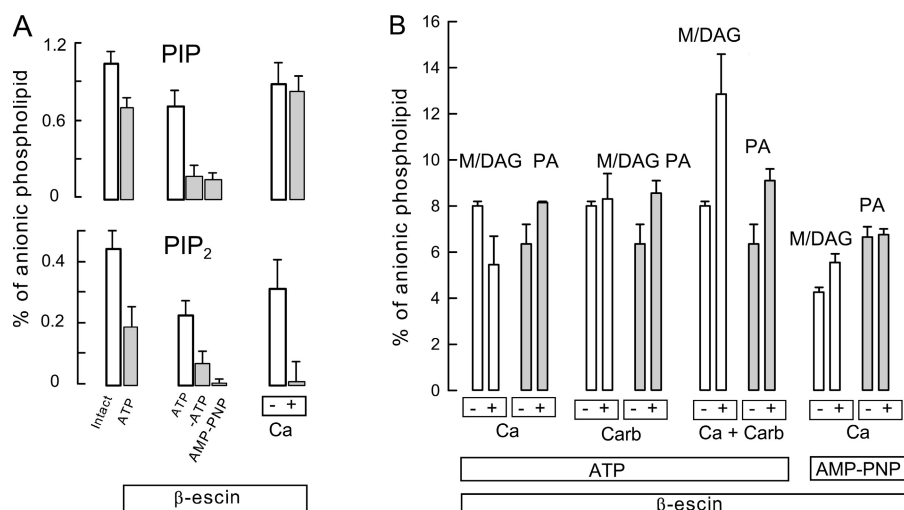 A
% of anionic phospholipid
PIP
1.2
0.6
0
PIP2
0.4
0.2
0
Intact
ATP
ATP
-ATP
AMP-PNP
- +
Ca
β-escin
B
% of anionic phospholipid
16
14
12
10
8
6
4
2
0
M/DAG PA
M/DAG PA
M/DAG
PA
M/DAG
PA
- + - +
- + - +
- + - +
- + - +
Ca
Carb
Ca + Carb
Ca
ATP
AMP-PNP
β-escin